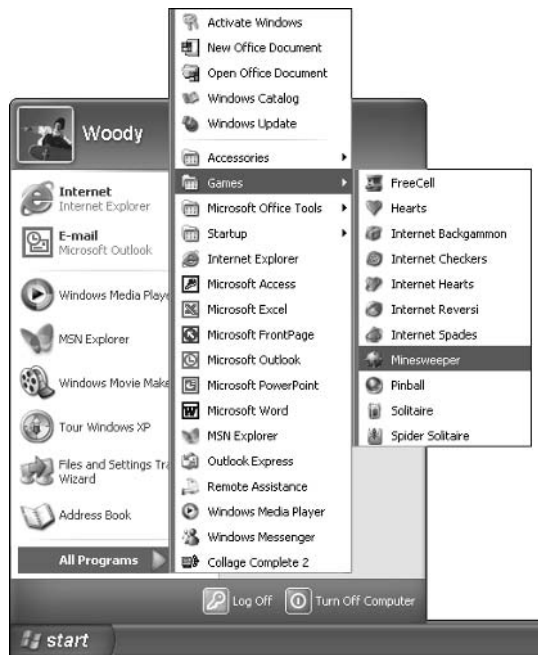 Woody
Internet
Internet Explorer
E-mail
Microsoft Outlook
Windows Media Playe
MSN Explorer
Windows Movie Make
Tour Windows XP
Files and Settings Tra
Wizard
Address Book
All Programs
Activate Windows
New Office Document
Open Office Document
Windows Catalog
Windows Update
Accessories
Games
Microsoft Office Tools
Startup
Internet Explorer
Microsoft Access
Microsoft Excel
Microsoft FrontPage
Microsoft Outlook
Microsoft PowerPoint
Microsoft Word
MSN Explorer
Outlook Express
Remote Assistance
Windows Media Player
Windows Messenger
Collage Complete 2
FreeCell
Hearts
Internet Backgammon
Internet Checkers
Internet Hearts
Internet Reversi
Internet Spades
Minesweeper
Pinball
Solitaire
Spider Solitaire
Log Off
Turn Off Computer
start